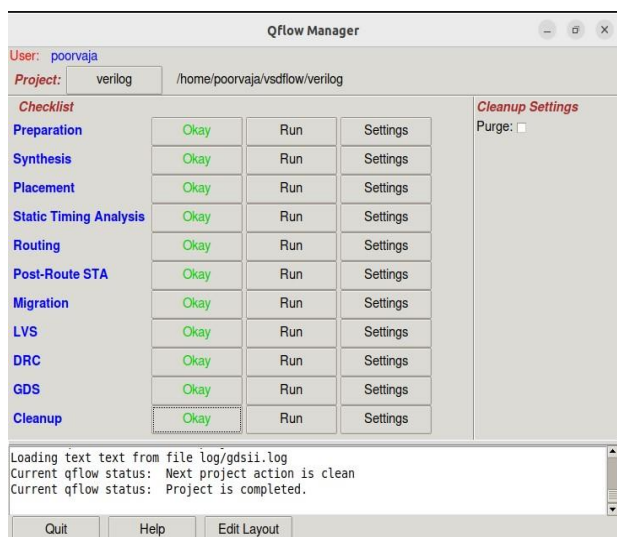 Qflow Manager
User: poorvaja
Project: verilog /home/poorvaja/vsdflow/verilog
Checklist Cleanup Settings
Preparation Okay Run Settings Purge:
Synthesis Okay Run Settings
Placement Okay Run Settings
Static Timing Analysis Okay Run Settings
Routing Okay Run Settings
Post-Route STA Okay Run Settings
Migration Okay Run Settings
LVS Okay Run Settings
DRC Okay Run Settings
GDS Okay Run Settings
Cleanup Okay Run Settings
Loading text text from file log/gdsii.log
Current qflow status: Next project action is clean
Current qflow status: Project is completed.
Quit Help Edit Layout